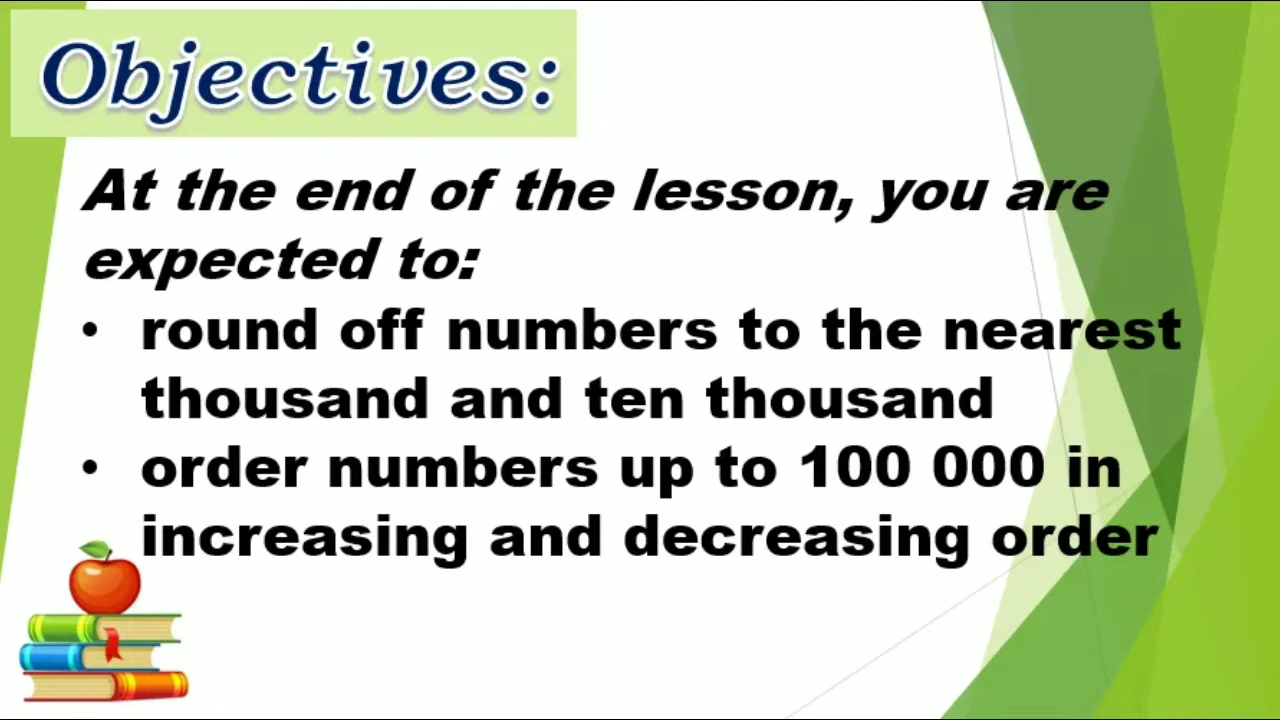 Objectives:
At the end of the lesson, you are
expected to:
• round off numbers to the nearest
thousand and ten thousand
• order numbers up to 100 000 in
increasing and decreasing order